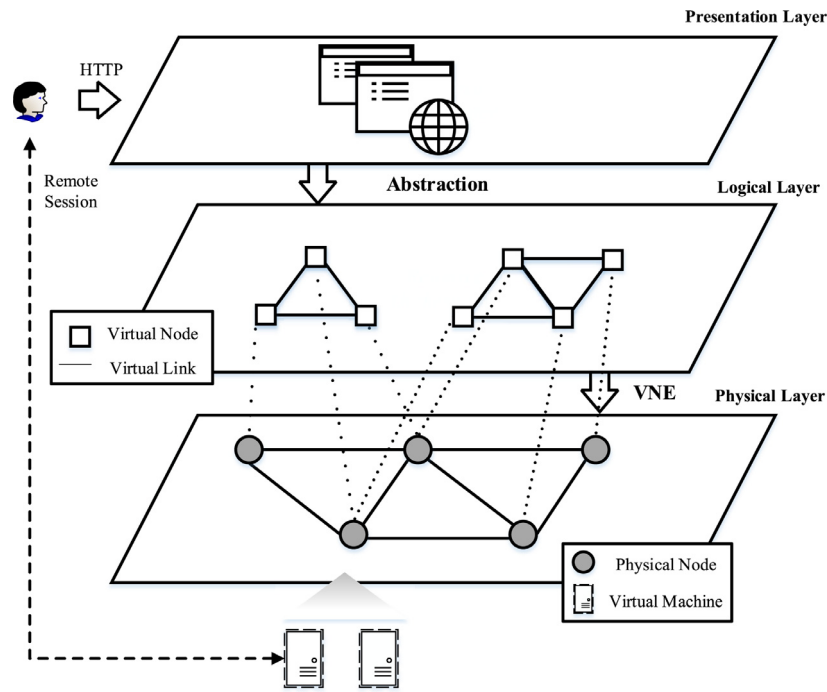 Presentation Layer
HTTP
Remote
Session
Abstraction
Logical Layer
Virtual Node
Virtual Link
VNE
Physical Layer
Physical Node
Virtual Machine